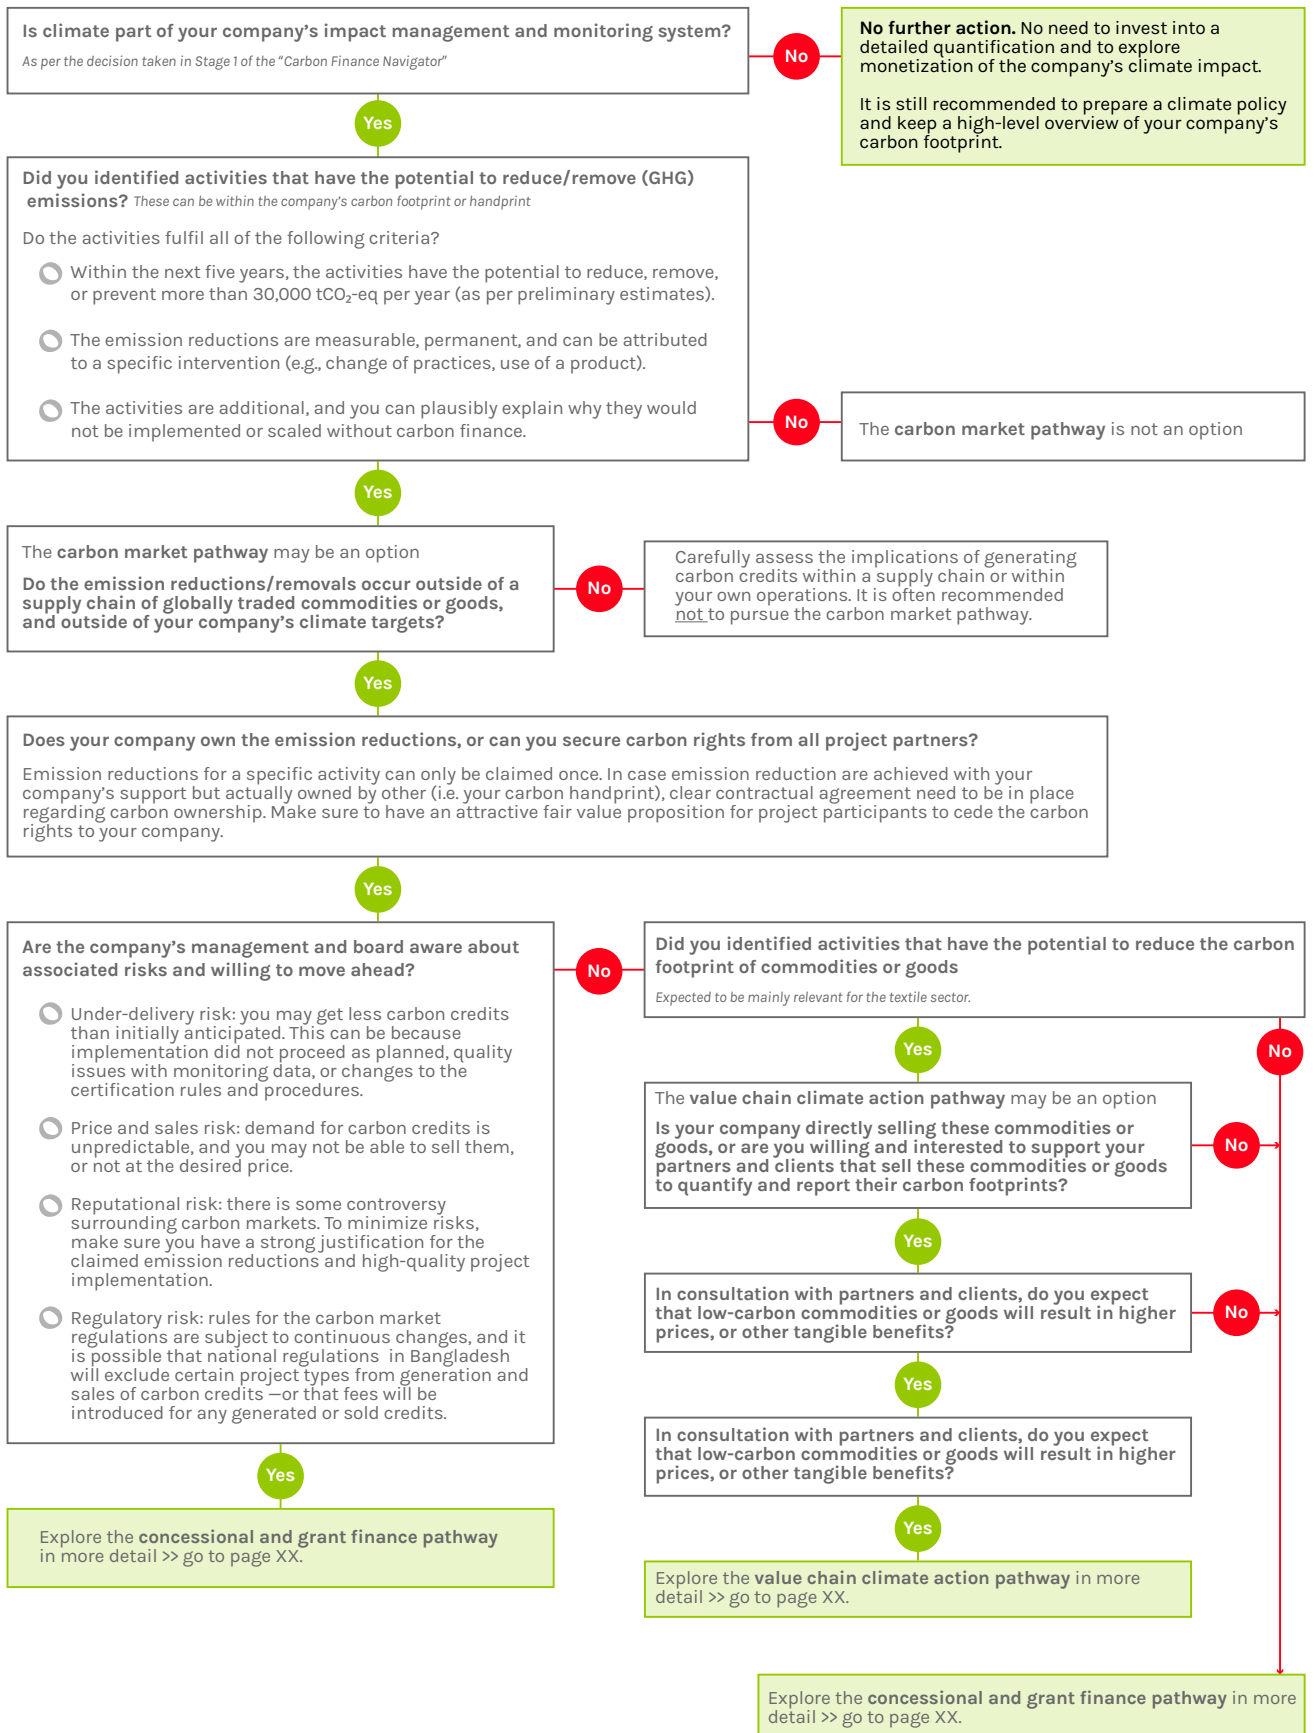 Is climate part of your company's impact management and monitoring system?
As per the decision taken in Stage 1 of the "Carbon Finance Navigator"
No
No further action. No need to invest into a
detailed quantification and to explore
monetization of the company's climate impact.
It is still recommended to prepare a climate policy
and keep a high-level overview of your company's
carbon footprint.
Yes
Did you identified activities that have the potential to reduce/remove (GHG)
emissions? These can be within the company's carbon footprint or handprint
Do the activities fulfil all of the following criteria?
Within the next five years, the activities have the potential to reduce, remove,
or prevent more than 30,000 tCO₂-eq per year (as per preliminary estimates).
The emission reductions are measurable, permanent, and can be attributed
to a specific intervention (e.g., change of practices, use of a product).
The activities are additional, and you can plausibly explain why they would
not be implemented or scaled without carbon finance.
No
The carbon market pathway is not an option
Yes
The carbon market pathway may be an option
Do the emission reductions/removals occur outside of a
supply chain of globally traded commodities or goods,
and outside of your company's climate targets?
No
Carefully assess the implications of generating
carbon credits within a supply chain or within
your own operations. It is often recommended
not to pursue the carbon market pathway.
Yes
Does your company own the emission reductions, or can you secure carbon rights from all project partners?
Emission reductions for a specific activity can only be claimed once. In case emission reduction are achieved with your
company's support but actually owned by other (i.e. your carbon handprint), clear contractual agreement need to be in place
regarding carbon ownership. Make sure to have an attractive fair value proposition for project participants to cede the carbon
rights to your company.
Yes
Are the company's management and board aware about
associated risks and willing to move ahead?
Under-delivery risk: you may get less carbon credits
than initially anticipated. This can be because
implementation did not proceed as planned, quality
issues with monitoring data, or changes to the
certification rules and procedures.
Price and sales risk: demand for carbon credits is
unpredictable, and you may not be able to sell them,
or not at the desired price.
Reputational risk: there is some controversy
surrounding carbon markets. To minimize risks,
make sure you have a strong justification for the
claimed emission reductions and high-quality project
implementation.
Regulatory risk: rules for the carbon market
regulations are subject to continuous changes, and it
is possible that national regulations in Bangladesh
will exclude certain project types from generation and
sales of carbon credits —or that fees will be
introduced for any generated or sold credits.
Yes
Explore the concessional and grant finance pathway
in more detail >> go to page XX.
No
Did you identified activities that have the potential to reduce the carbon
footprint of commodities or goods
Expected to be mainly relevant for the textile sector.
Yes
No
The value chain climate action pathway may be an option
Is your company directly selling these commodities or
goods, or are you willing and interested to support your
partners and clients that sell these commodities or goods
to quantify and report their carbon footprints?
No
Yes
In consultation with partners and clients, do you expect
that low-carbon commodities or goods will result in higher
prices, or other tangible benefits?
No
Yes
In consultation with partners and clients, do you expect
that low-carbon commodities or goods will result in higher
prices, or other tangible benefits?
Yes
Explore the value chain climate action pathway in more
detail >> go to page XX.
Explore the concessional and grant finance pathway in more
detail >> go to page XX.